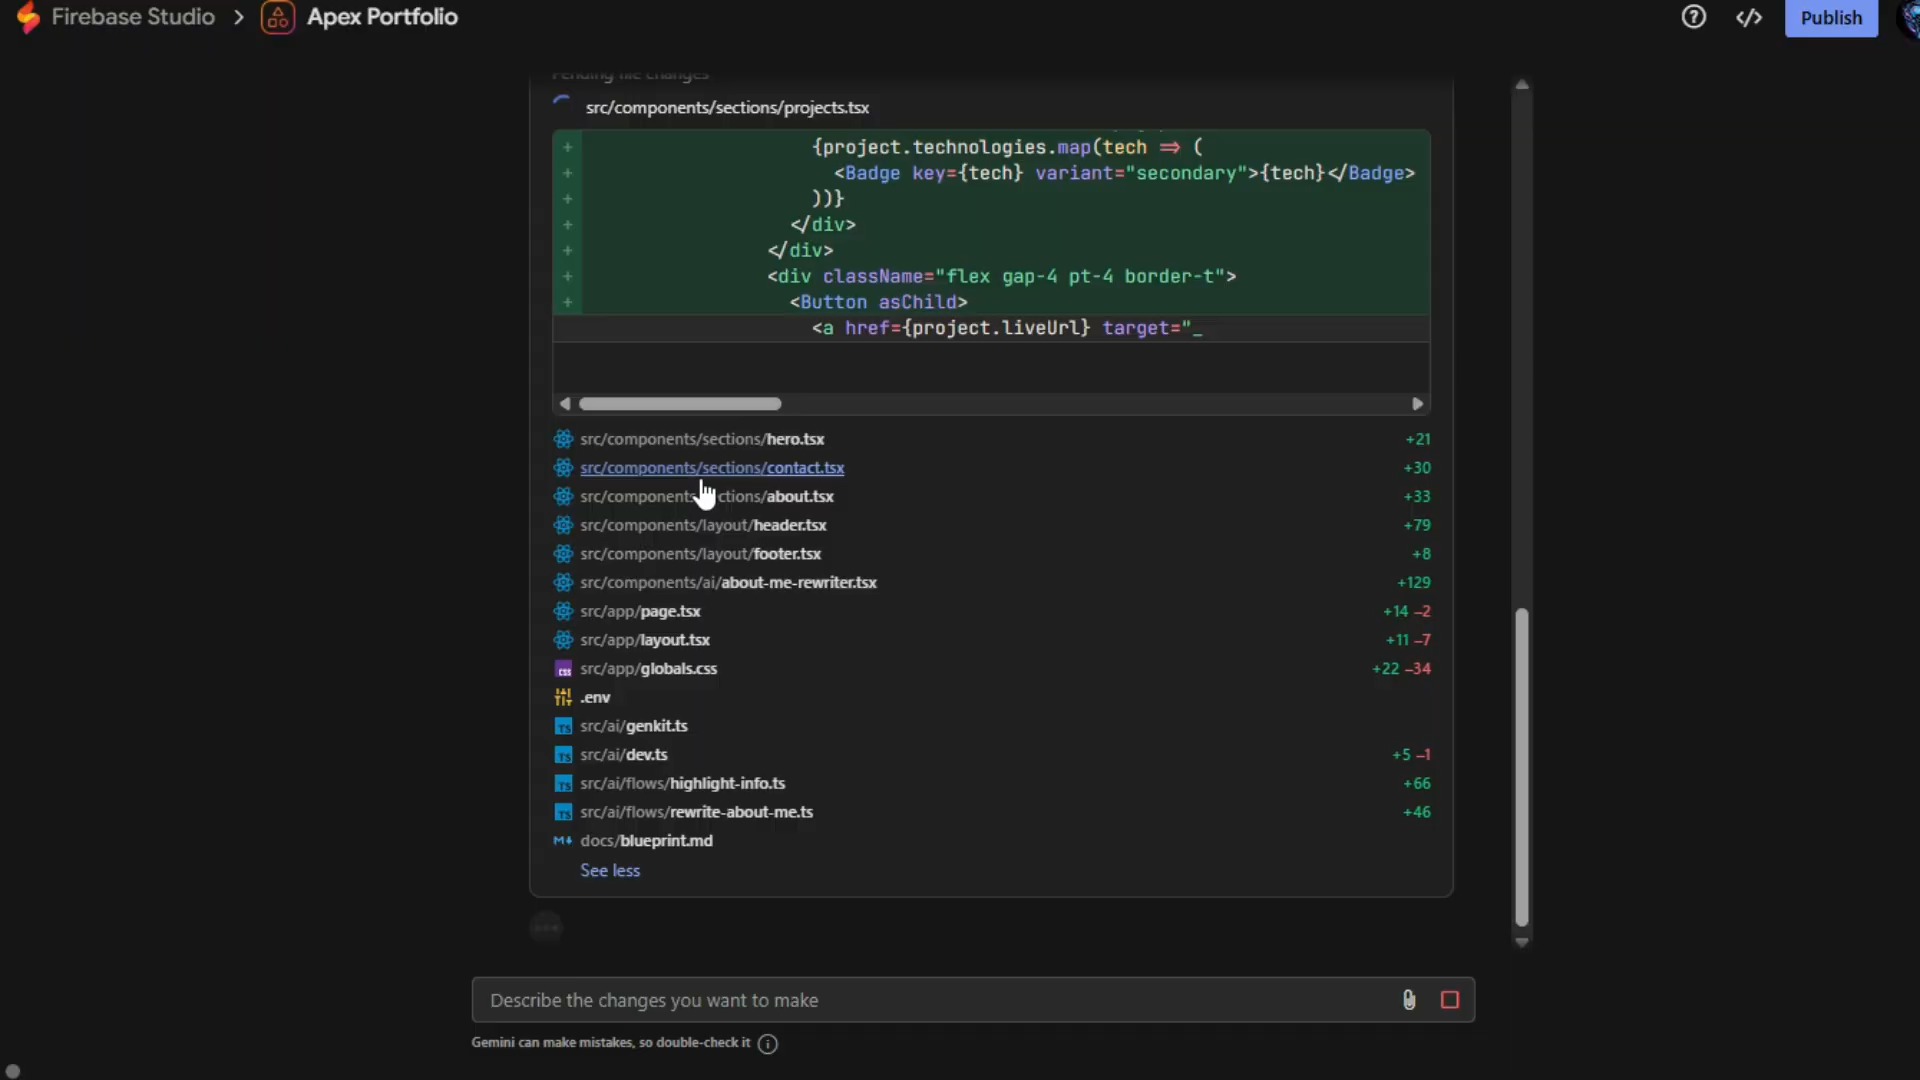 Firebase Studio > Apex Portfolio
Publish
Pending file changes
src/components/sections/projects.tsx
+ {project.technologies.map(tech => (
+ <Badge key={tech} variant="secondary">{tech}</Badge>
+ ))}
+ </div>
+ </div>
+ <div className="flex gap-4 pt-4 border-t">
+ <Button asChild>
<a href={project.liveUrl} target="_
src/components/sections/hero.tsx +21
src/components/sections/contact.tsx +30
src/components/sections/about.tsx +33
src/components/layout/header.tsx +79
src/components/layout/footer.tsx +8
src/components/ai/about-me-rewriter.tsx +129
src/app/page.tsx +14 -2
src/app/layout.tsx +11 -7
src/app/globals.css +22 -34
.env
src/ai/genkit.ts
src/ai/dev.ts +5 -1
src/ai/flows/highlight-info.ts +66
src/ai/flows/rewrite-about-me.ts +46
docs/blueprint.md
See less
Describe the changes you want to make
Gemini can make mistakes, so double-check it